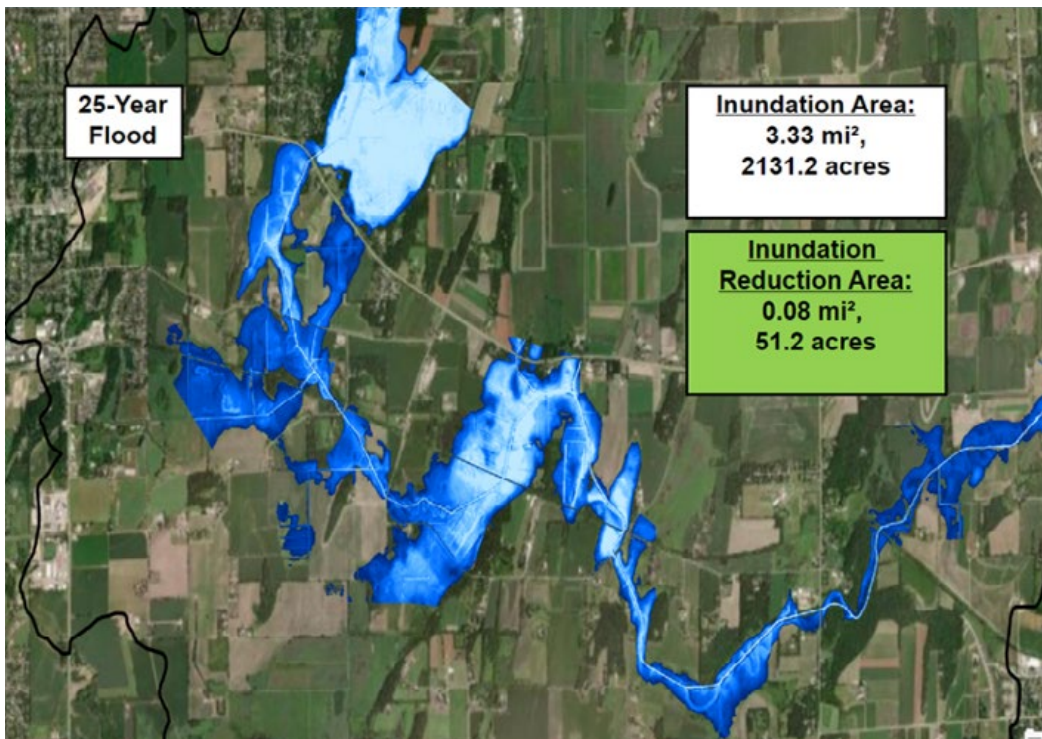 25-Year
Flood
Inundation Area:
3.33 mi²,
2131.2 acres
Inundation
Reduction Area:
0.08 mi²,
51.2 acres